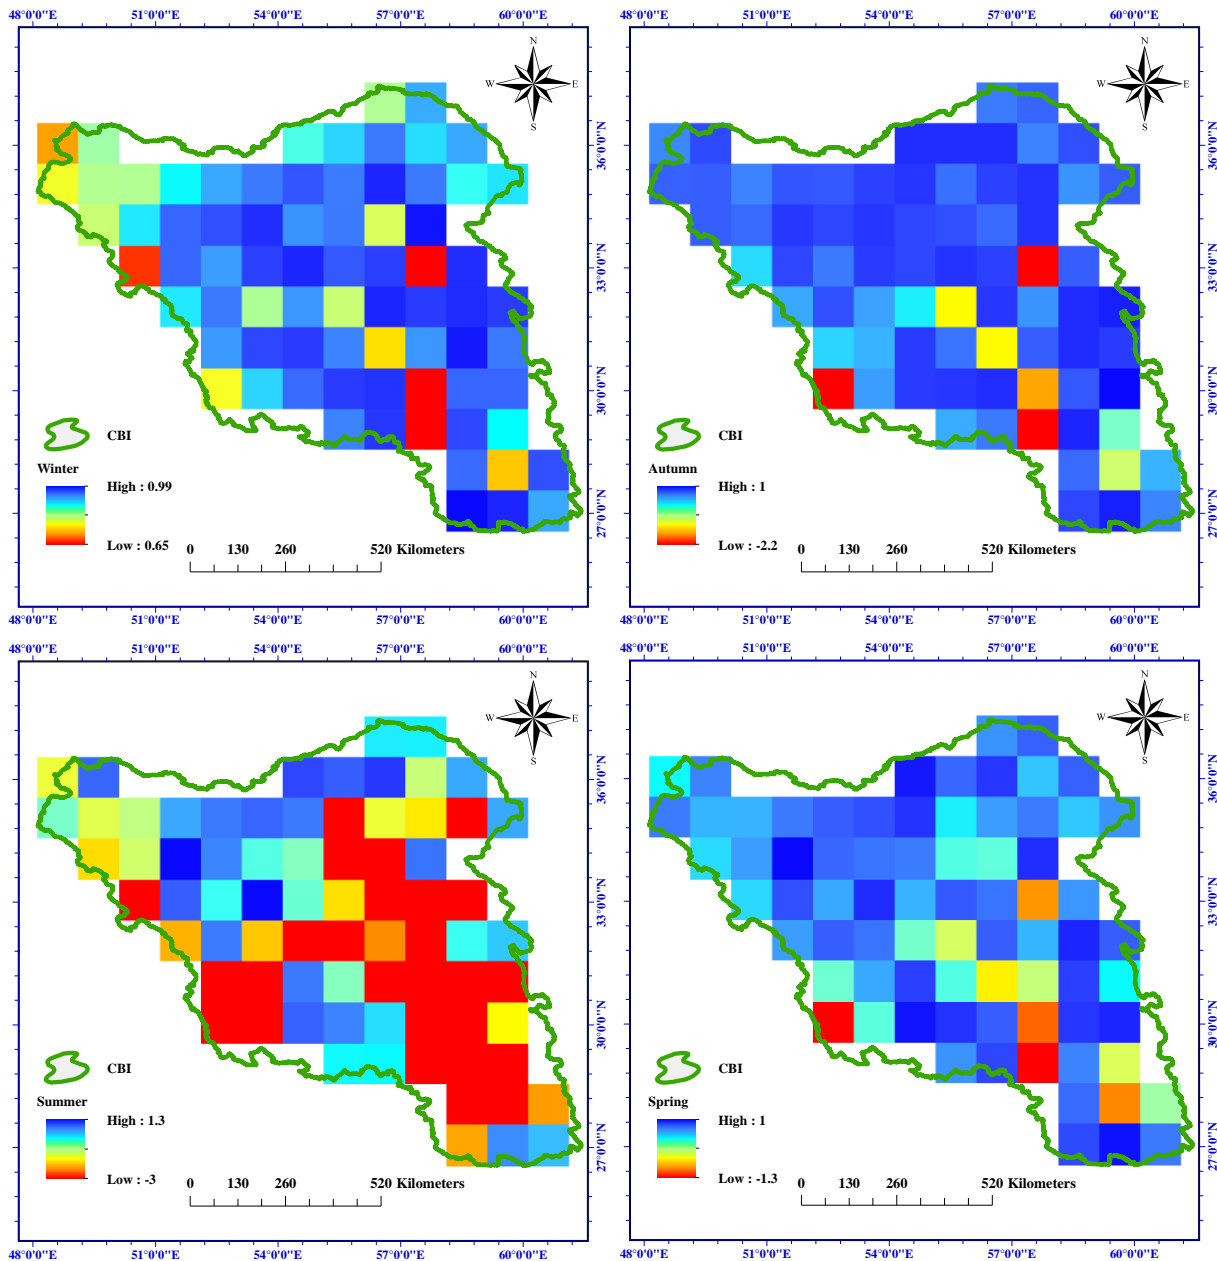 48°0'0"E 51°0'0"E 54°0'0"E 57°0'0"E 60°0'0"E
N
W E
S
36°0'0"N
33°0'0"N
30°0'0"N
27°0'0"N
CBI
Winter
High : 0.99
Low : 0.65
0 130 260 520 Kilometers
48°0'0"E 51°0'0"E 54°0'0"E 57°0'0"E 60°0'0"E
48°0'0"E 51°0'0"E 54°0'0"E 57°0'0"E 60°0'0"E
N
W E
S
36°0'0"N
33°0'0"N
30°0'0"N
27°0'0"N
CBI
Autumn
High : 1
Low : -2.2
0 130 260 520 Kilometers
48°0'0"E 51°0'0"E 54°0'0"E 57°0'0"E 60°0'0"E
48°0'0"E 51°0'0"E 54°0'0"E 57°0'0"E 60°0'0"E
N
W E
S
36°0'0"N
33°0'0"N
30°0'0"N
27°0'0"N
CBI
Summer
High : 1.3
Low : -3
0 130 260 520 Kilometers
48°0'0"E 51°0'0"E 54°0'0"E 57°0'0"E 60°0'0"E
48°0'0"E 51°0'0"E 54°0'0"E 57°0'0"E 60°0'0"E
N
W E
S
36°0'0"N
33°0'0"N
30°0'0"N
27°0'0"N
CBI
Spring
High : 1
Low : -1.3
0 130 260 520 Kilometers
48°0'0"E 51°0'0"E 54°0'0"E 57°0'0"E 60°0'0"E